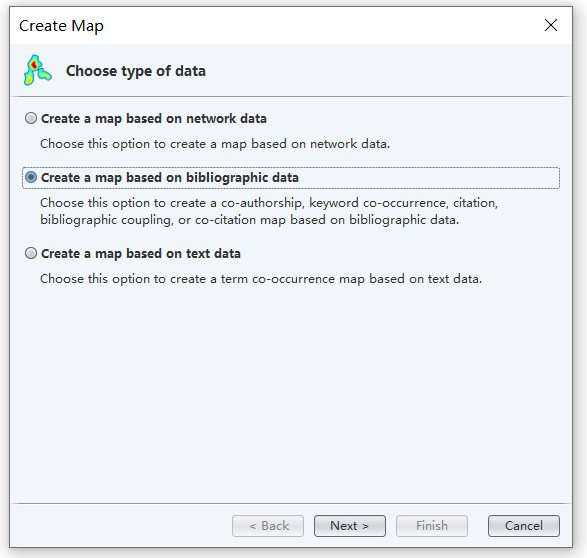 Create Map
Choose type of data
Create a map based on network data
Choose this option to create a map based on network data.
Create a map based on bibliographic data
Choose this option to create a co-authorship, keyword co-occurrence, citation,
bibliographic coupling, or co-citation map based on bibliographic data.
Create a map based on text data
Choose this option to create a term co-occurrence map based on text data.
< Back Next > Finish Cancel